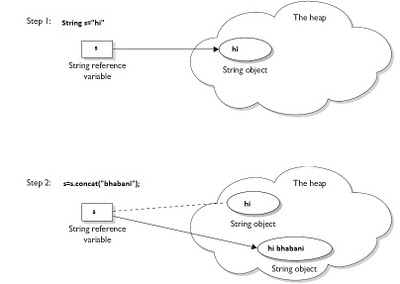 Step 1: String s="hi"
The heap
s
hi
String reference
variable
String object
Step 2: s=s.concat("bhabani");
The heap
s
hi
String reference
variable
String object
hi bhabani
String object